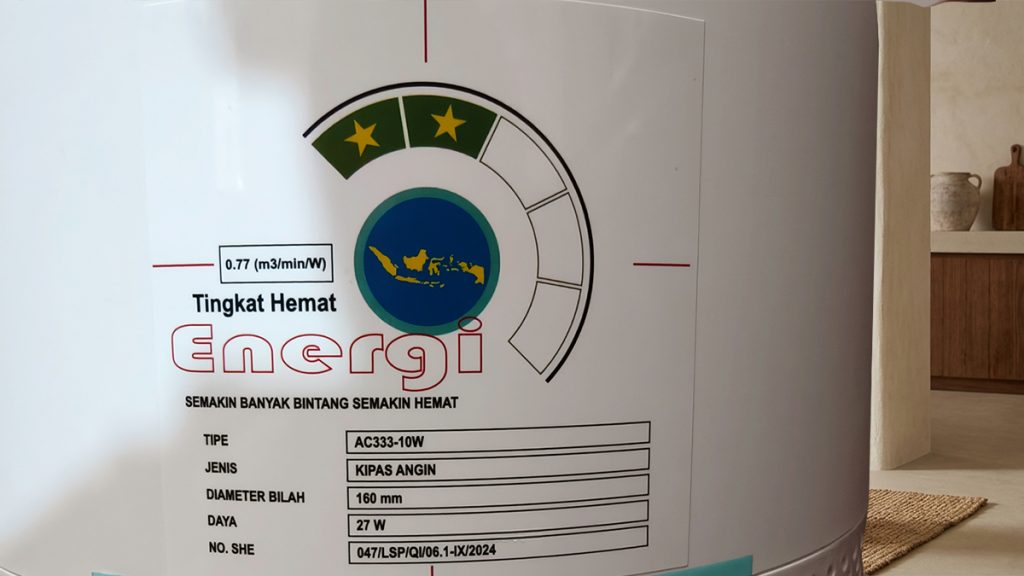 0.77 (m3/min/W)
Tingkat Hemat
Energi
SEMAKIN BANYAK BINTANG SEMAKIN HEMAT
TIPE AC333-10W
JENIS KIPAS ANGIN
DIAMETER BILAH 160 mm
DAYA 27 W
NO. SHE 047/LSP/QI/06.1-IX/2024